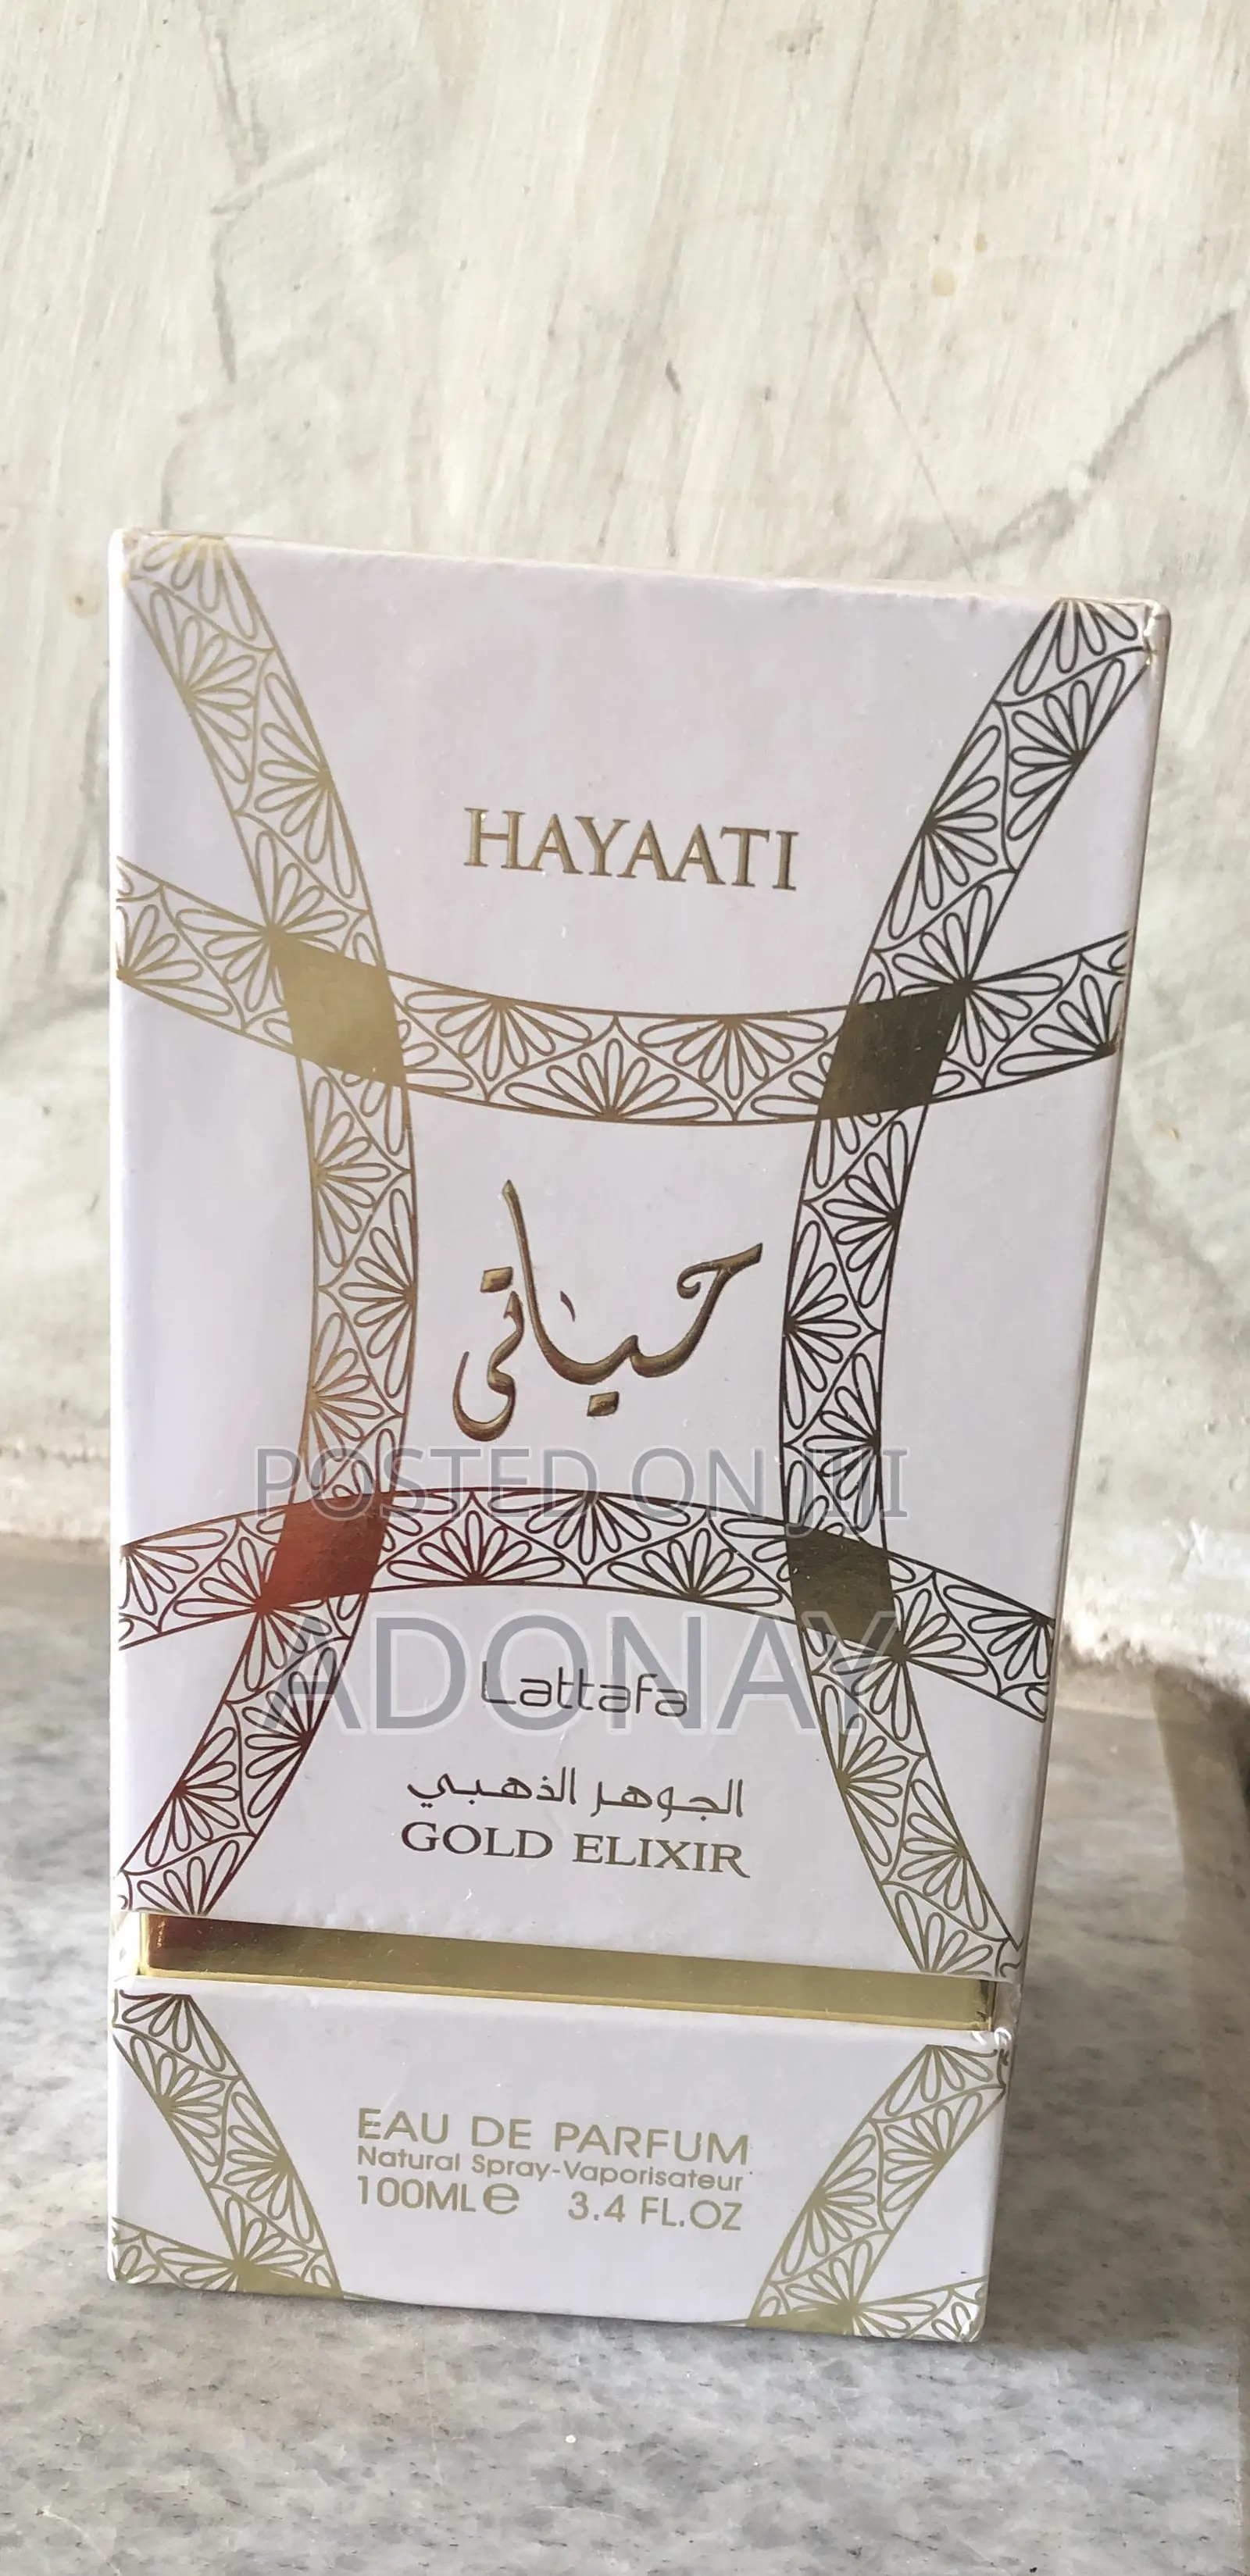 HAYAATI
حياتي
POSTED ON Jiji
ADONAY
Lattafa
الجوهر الذهبي
GOLD ELIXIR
EAU DE PARFUM
Natural Spray-Vaporisateur
100ML e 3.4 FL.OZ